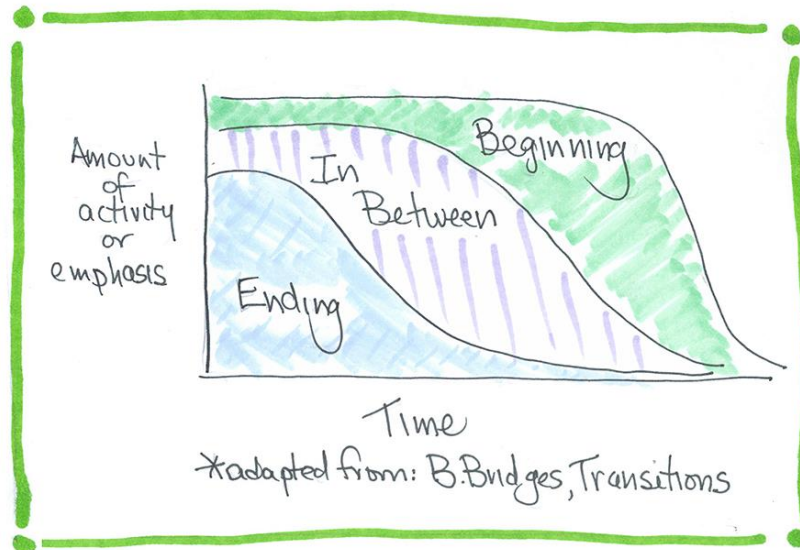 Amount
of
activity
or
emphasis
Beginning
In
Between
Ending
Time
*adapted from: B.Bridges, Transitions